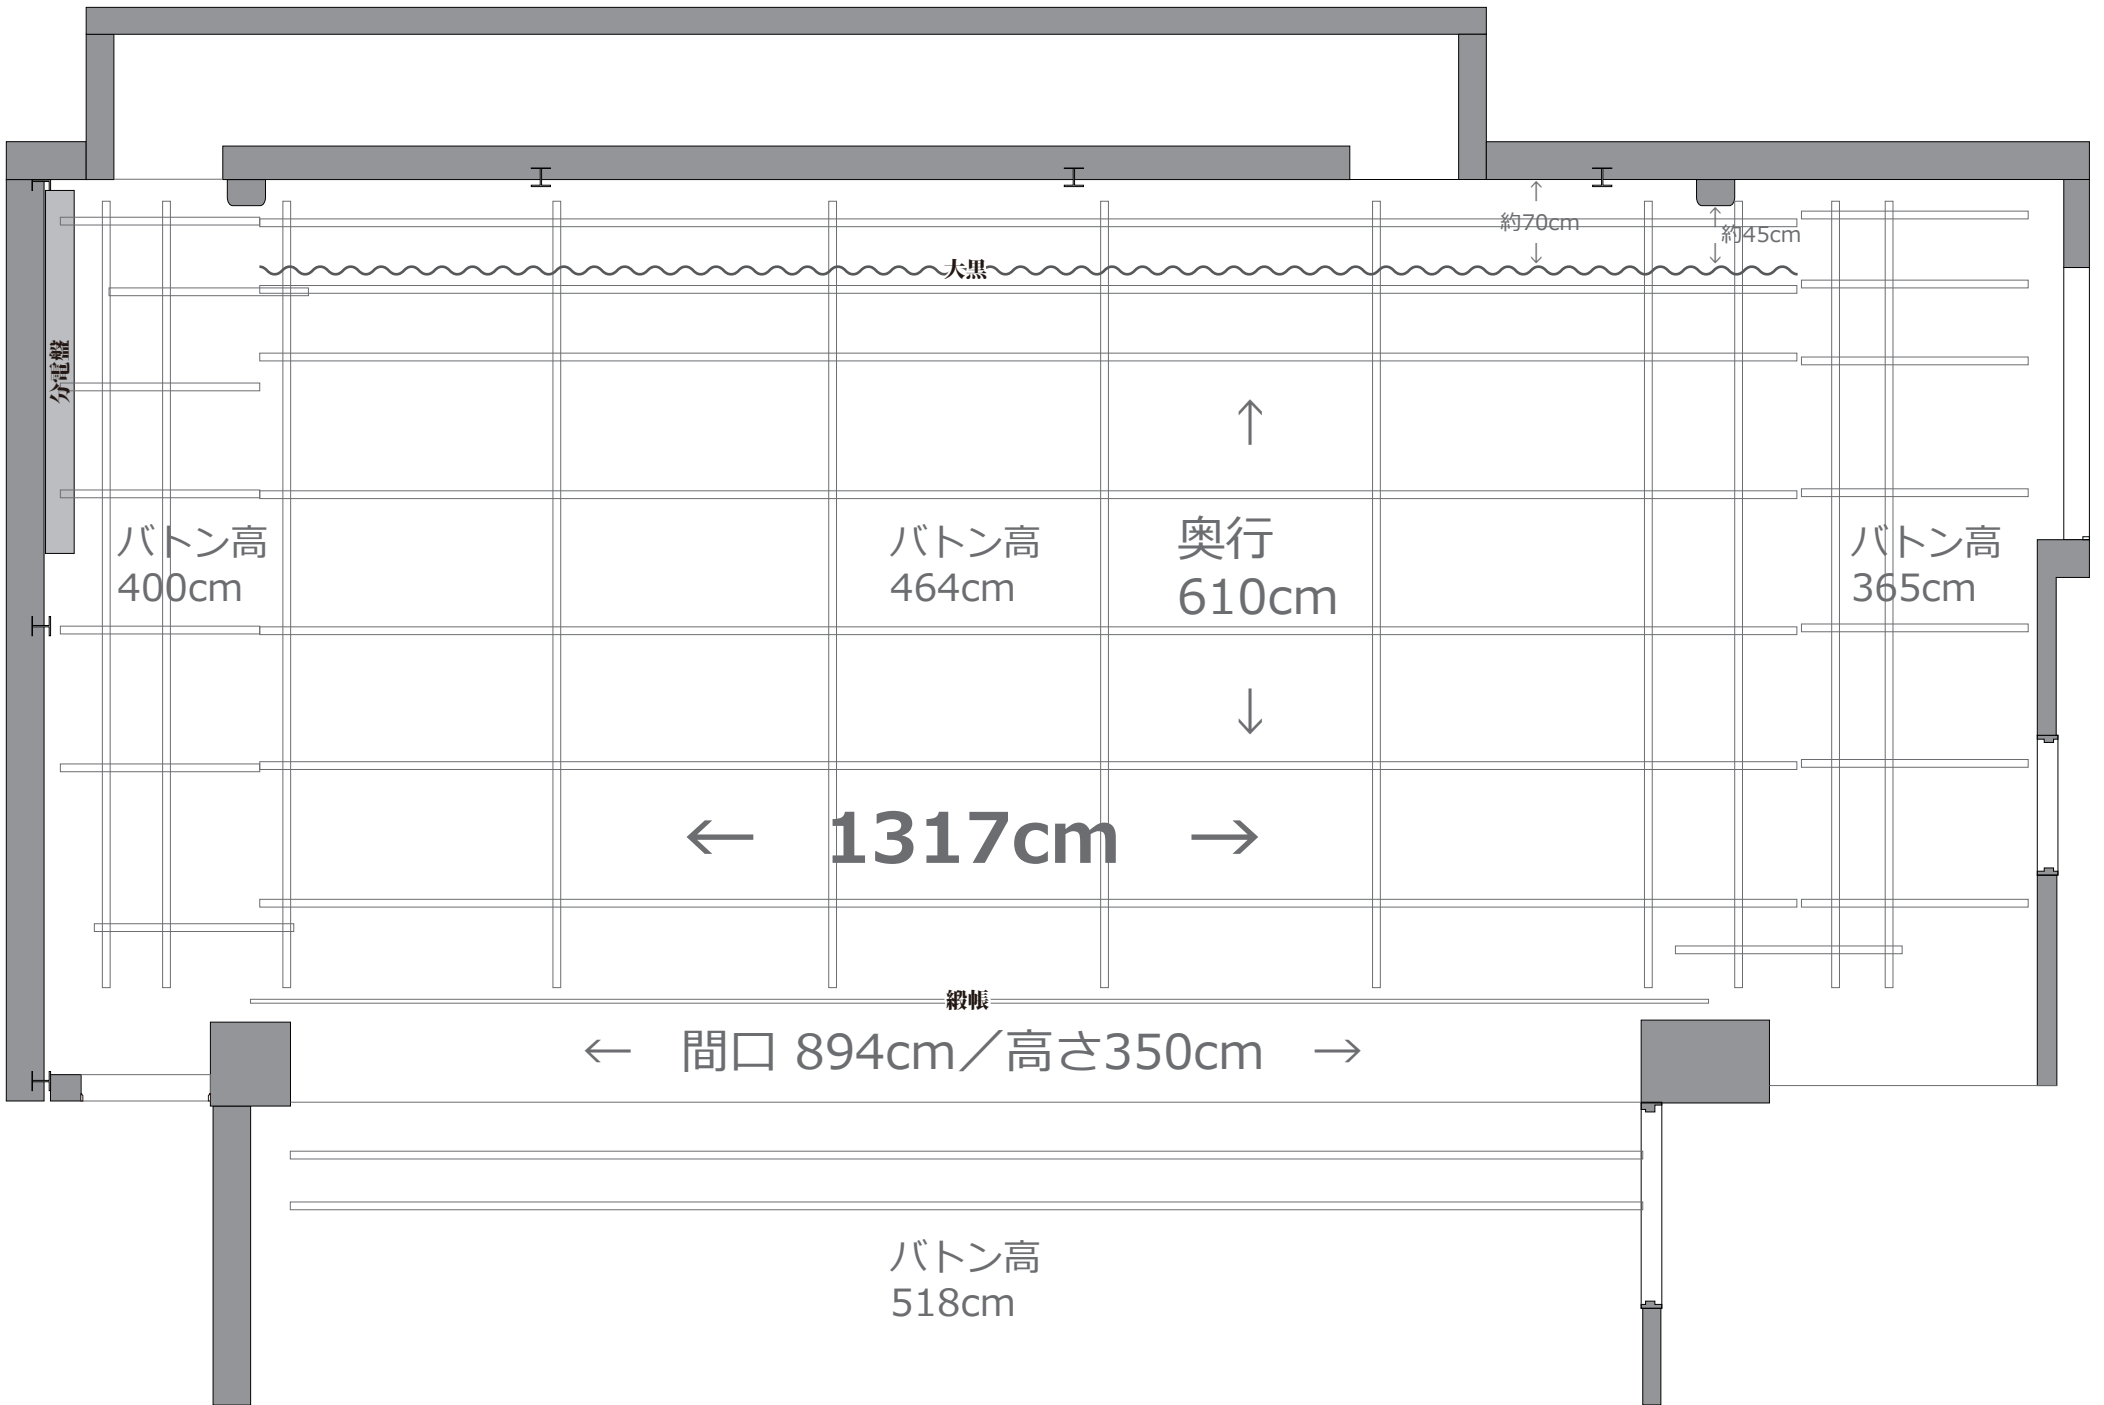 約70cm
約45cm
大黒
分電盤
バトン高
400cm
バトン高
464cm
奥行
610cm
バトン高
365cm
↑
↓
← 1317cm →
緞帳
← 間口 894cm／高さ350cm →
バトン高
518cm